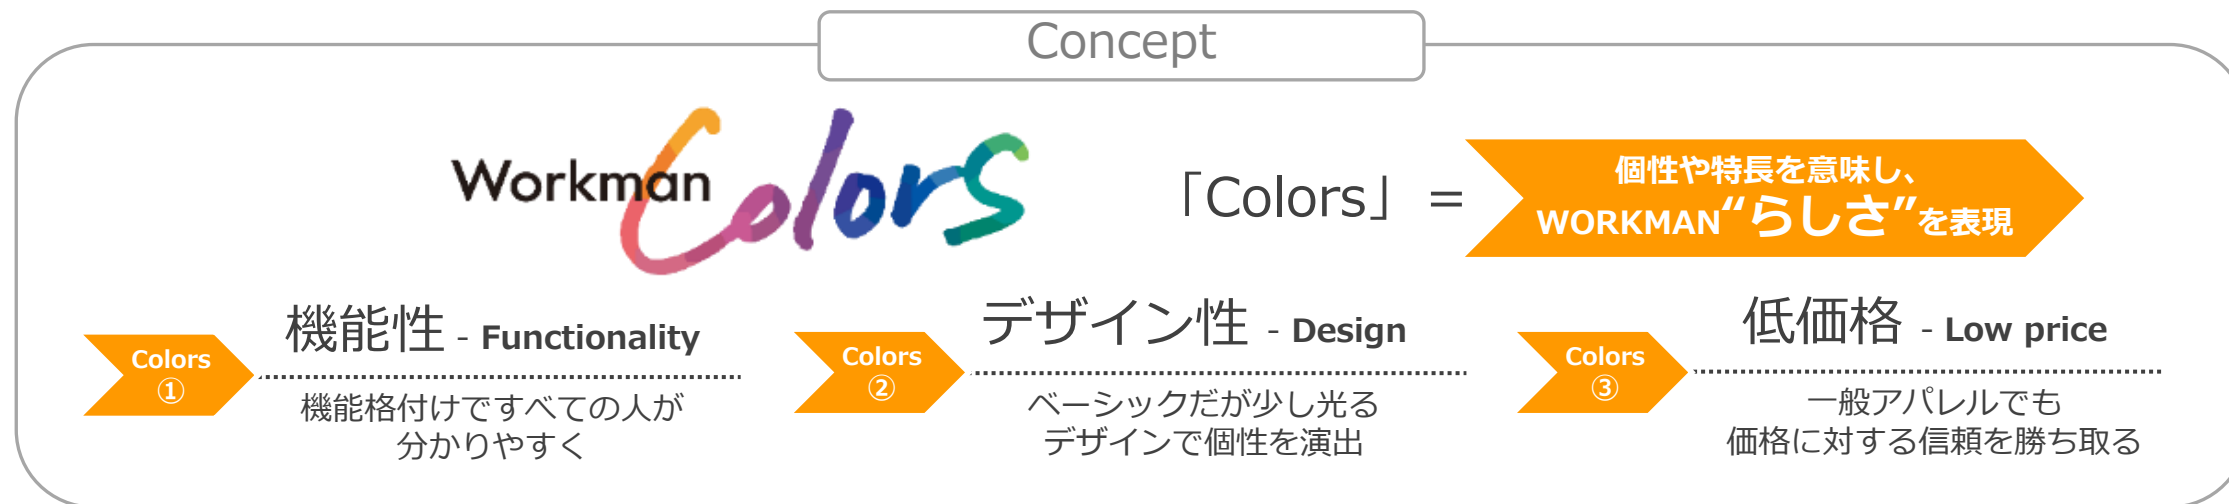 Concept
Workman Colors
「Colors」=
個性や特長を意味し、
WORKMAN“らしさ”を表現
Colors
①
機能性 - Functionality
機能格付けですべての人が
分かりやすく
Colors
②
デザイン性 - Design
ベーシックだが少し光る
デザインで個性を演出
Colors
③
低価格 - Low price
一般アパレルでも
価格に対する信頼を勝ち取る